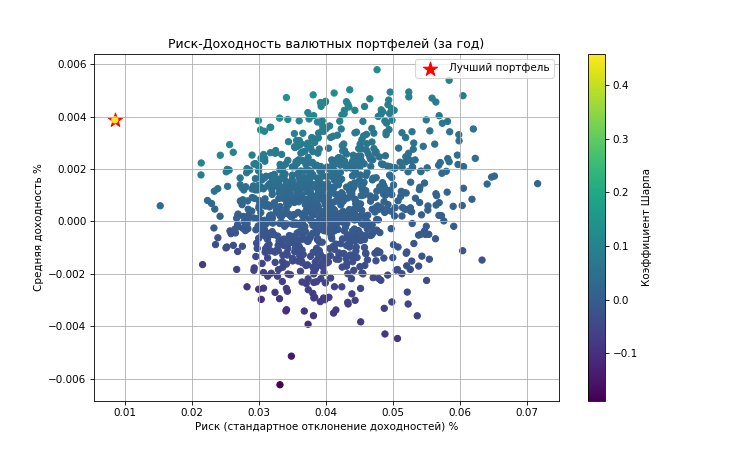 Риск-Доходность валютных портфелей (за год)
Лучший портфель
Средняя доходность %
0.006
0.004
0.002
0.000
−0.002
−0.004
−0.006
0.01 0.02 0.03 0.04 0.05 0.06 0.07
Риск (стандартное отклонение доходностей) %
0.4
0.3
0.2
0.1
0.0
−0.1
Коэффициент Шарпа